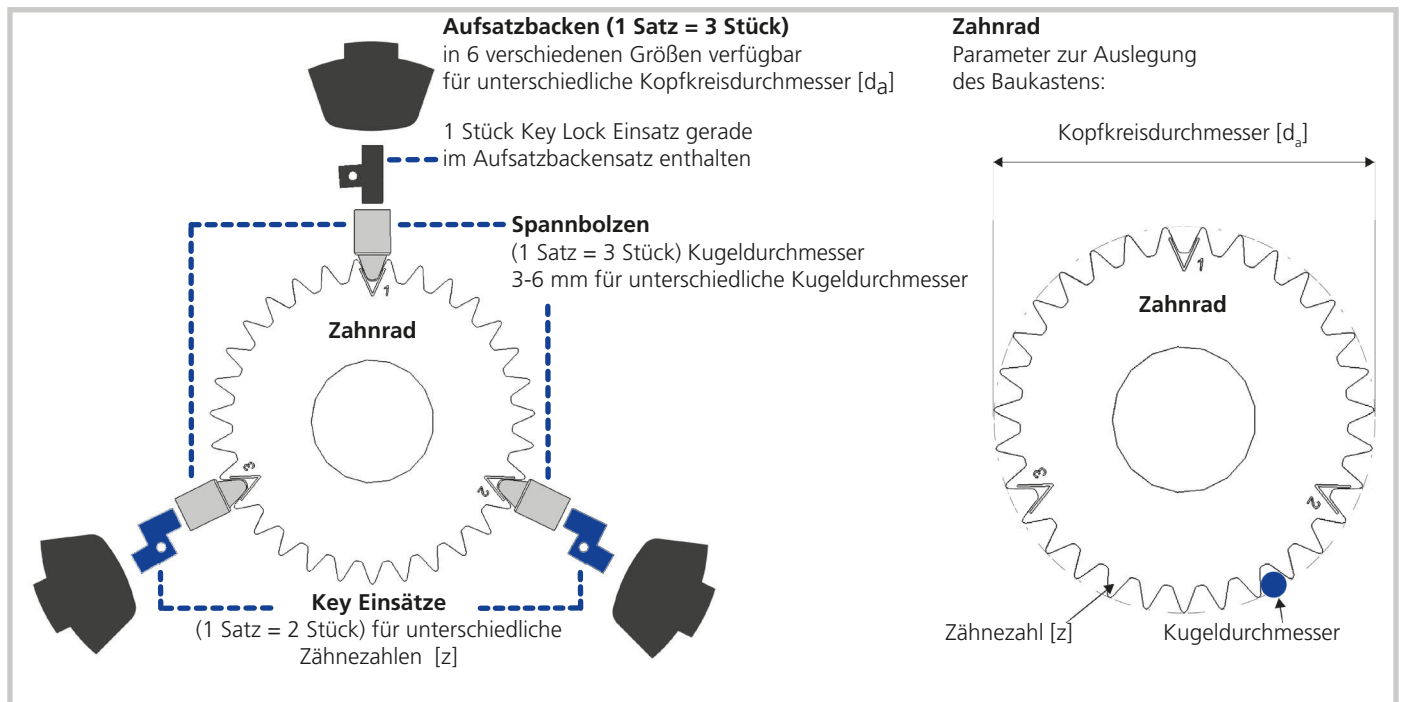 Aufsatzbacken (1 Satz = 3 Stück)
in 6 verschiedenen Größen verfügbar
für unterschiedliche Kopfkreisdurchmesser [da]
1 Stück Key Lock Einsatz gerade
im Aufsatzbackensatz enthalten
Spannbolzen
(1 Satz = 3 Stück) Kugeldurchmesser
3-6 mm für unterschiedliche Kugeldurchmesser
1
Zahnrad
3
2
Key Einsätze
(1 Satz = 2 Stück) für unterschiedliche
Zähnezahlen [z]
Zahnrad
Parameter zur Auslegung
des Baukastens:
Kopfkreisdurchmesser [da]
1
Zahnrad
3
2
Zähnezahl [z]
Kugeldurchmesser